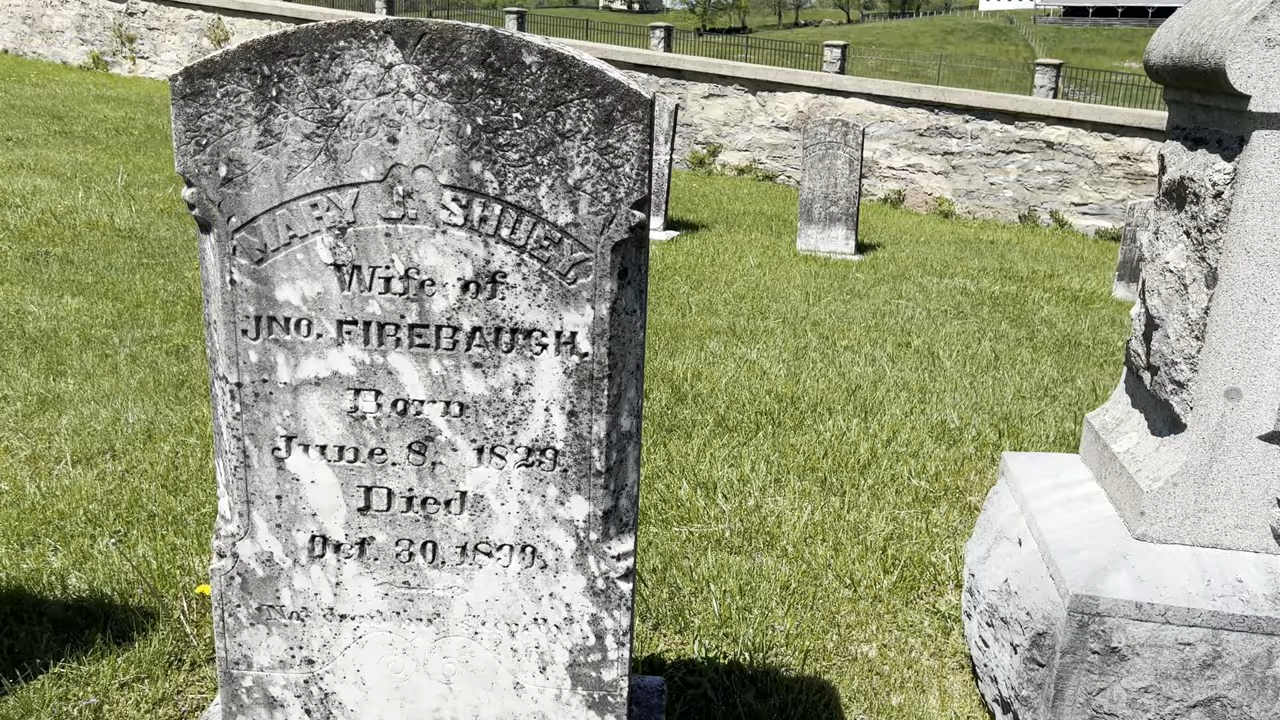 MARY J. SHUEY
Wife of
JNO. FIREBAUGH.
Born
June. 8, 1829.
Died
Oct. 30, 1899.